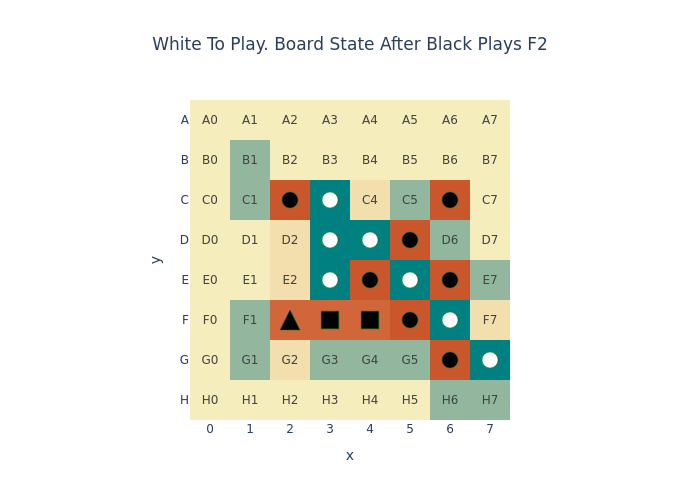 White To Play. Board State After Black Plays F2
A A0 A1 A2 A3 A4 A5 A6 A7
B B0 B1 B2 B3 B4 B5 B6 B7
C C0 C1 C4 C5 C7
D D0 D1 D2 D6 D7
E E0 E1 E2 E7
F F0 F1 F7
G G0 G1 G2 G3 G4 G5
H H0 H1 H2 H3 H4 H5 H6 H7
0 1 2 3 4 5 6 7
x
y